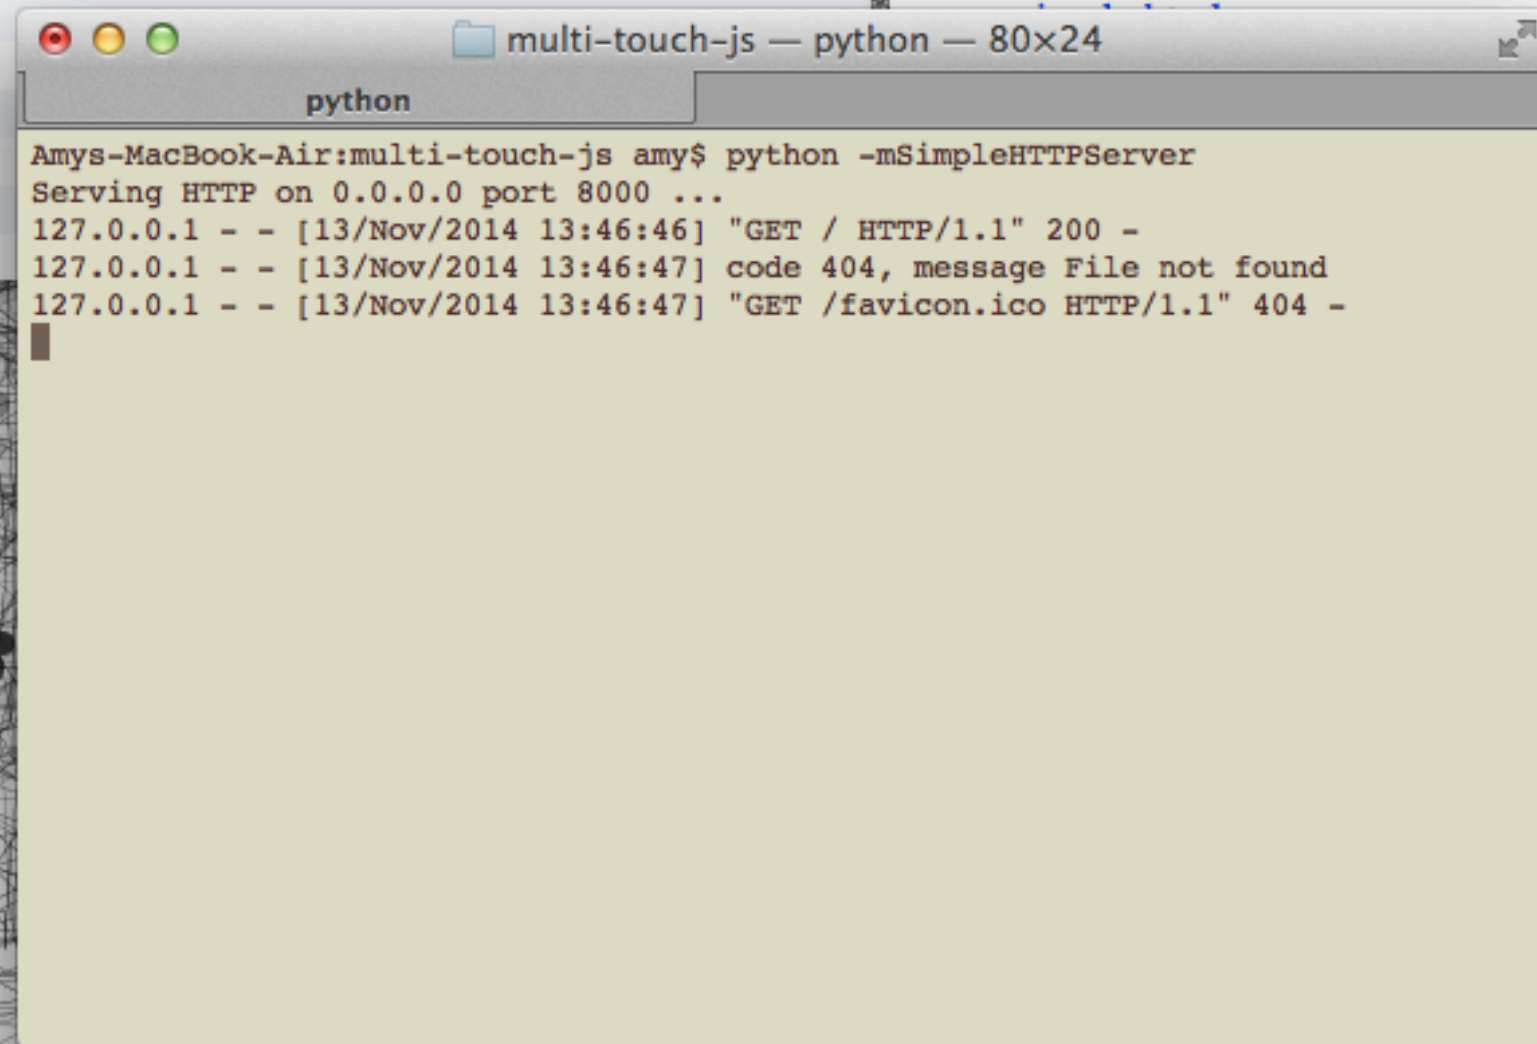 multi-touch-js — python — 80×24
python
Amys-MacBook-Air:multi-touch-js amy$ python -mSimpleHTTPServer
Serving HTTP on 0.0.0.0 port 8000 ...
127.0.0.1 - - [13/Nov/2014 13:46:46] "GET / HTTP/1.1" 200 -
127.0.0.1 - - [13/Nov/2014 13:46:47] code 404, message File not found
127.0.0.1 - - [13/Nov/2014 13:46:47] "GET /favicon.ico HTTP/1.1" 404 -